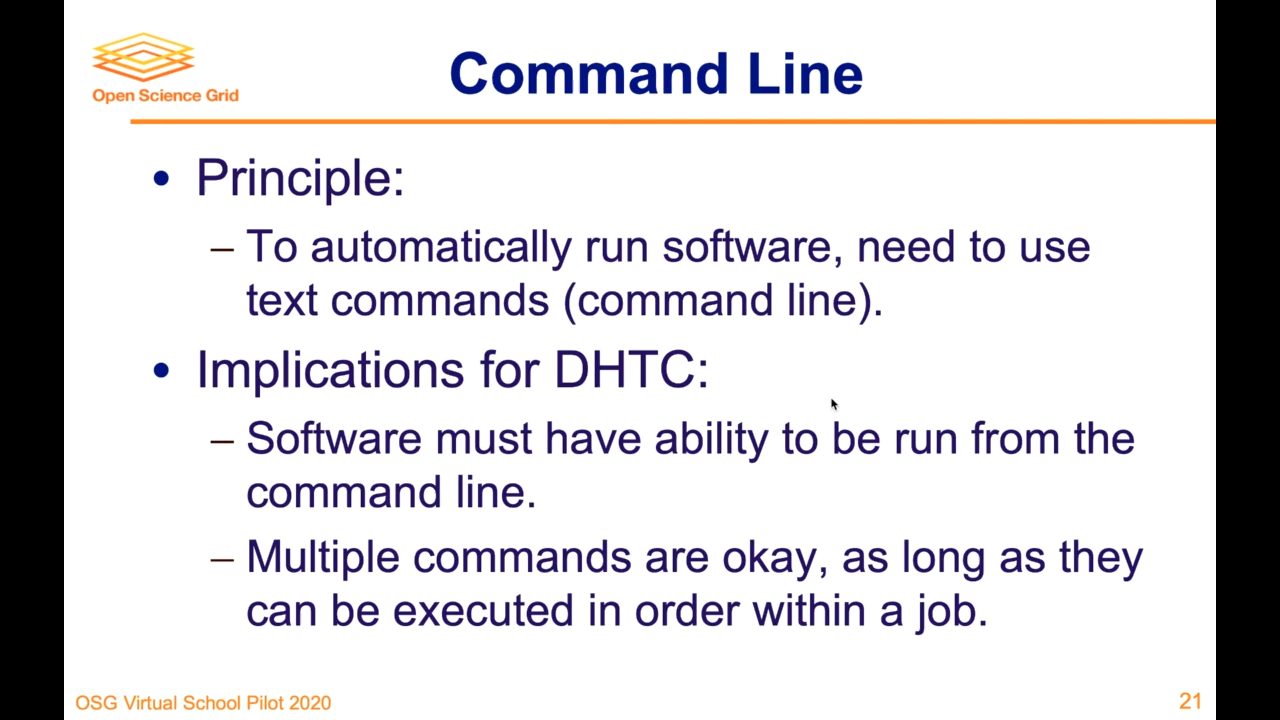 Open Science Grid
Command Line
• Principle:
– To automatically run software, need to use
text commands (command line).
• Implications for DHTC:
– Software must have ability to be run from the
command line.
– Multiple commands are okay, as long as they
can be executed in order within a job.
OSG Virtual School Pilot 2020
21